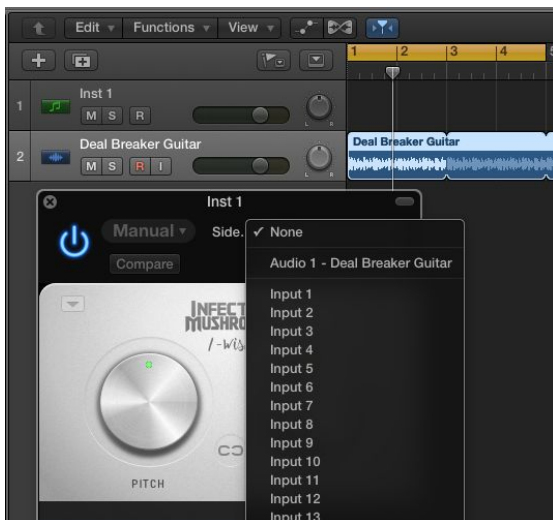 Edit Functions View
1 2 3 4 5
1 Inst 1
M S R
L R
2 Deal Breaker Guitar
M S R I
L R
Deal Breaker Guitar
Inst 1
Manual Side.. ✓ None
Compare
Audio 1 - Deal Breaker Guitar
Input 1
Input 2
Input 3
Input 4
Input 5
Input 6
Input 7
Input 8
Input 9
Input 10
Input 11
Input 12
Input 13
INFECT
MUSHRO
I-Wis
PITCH